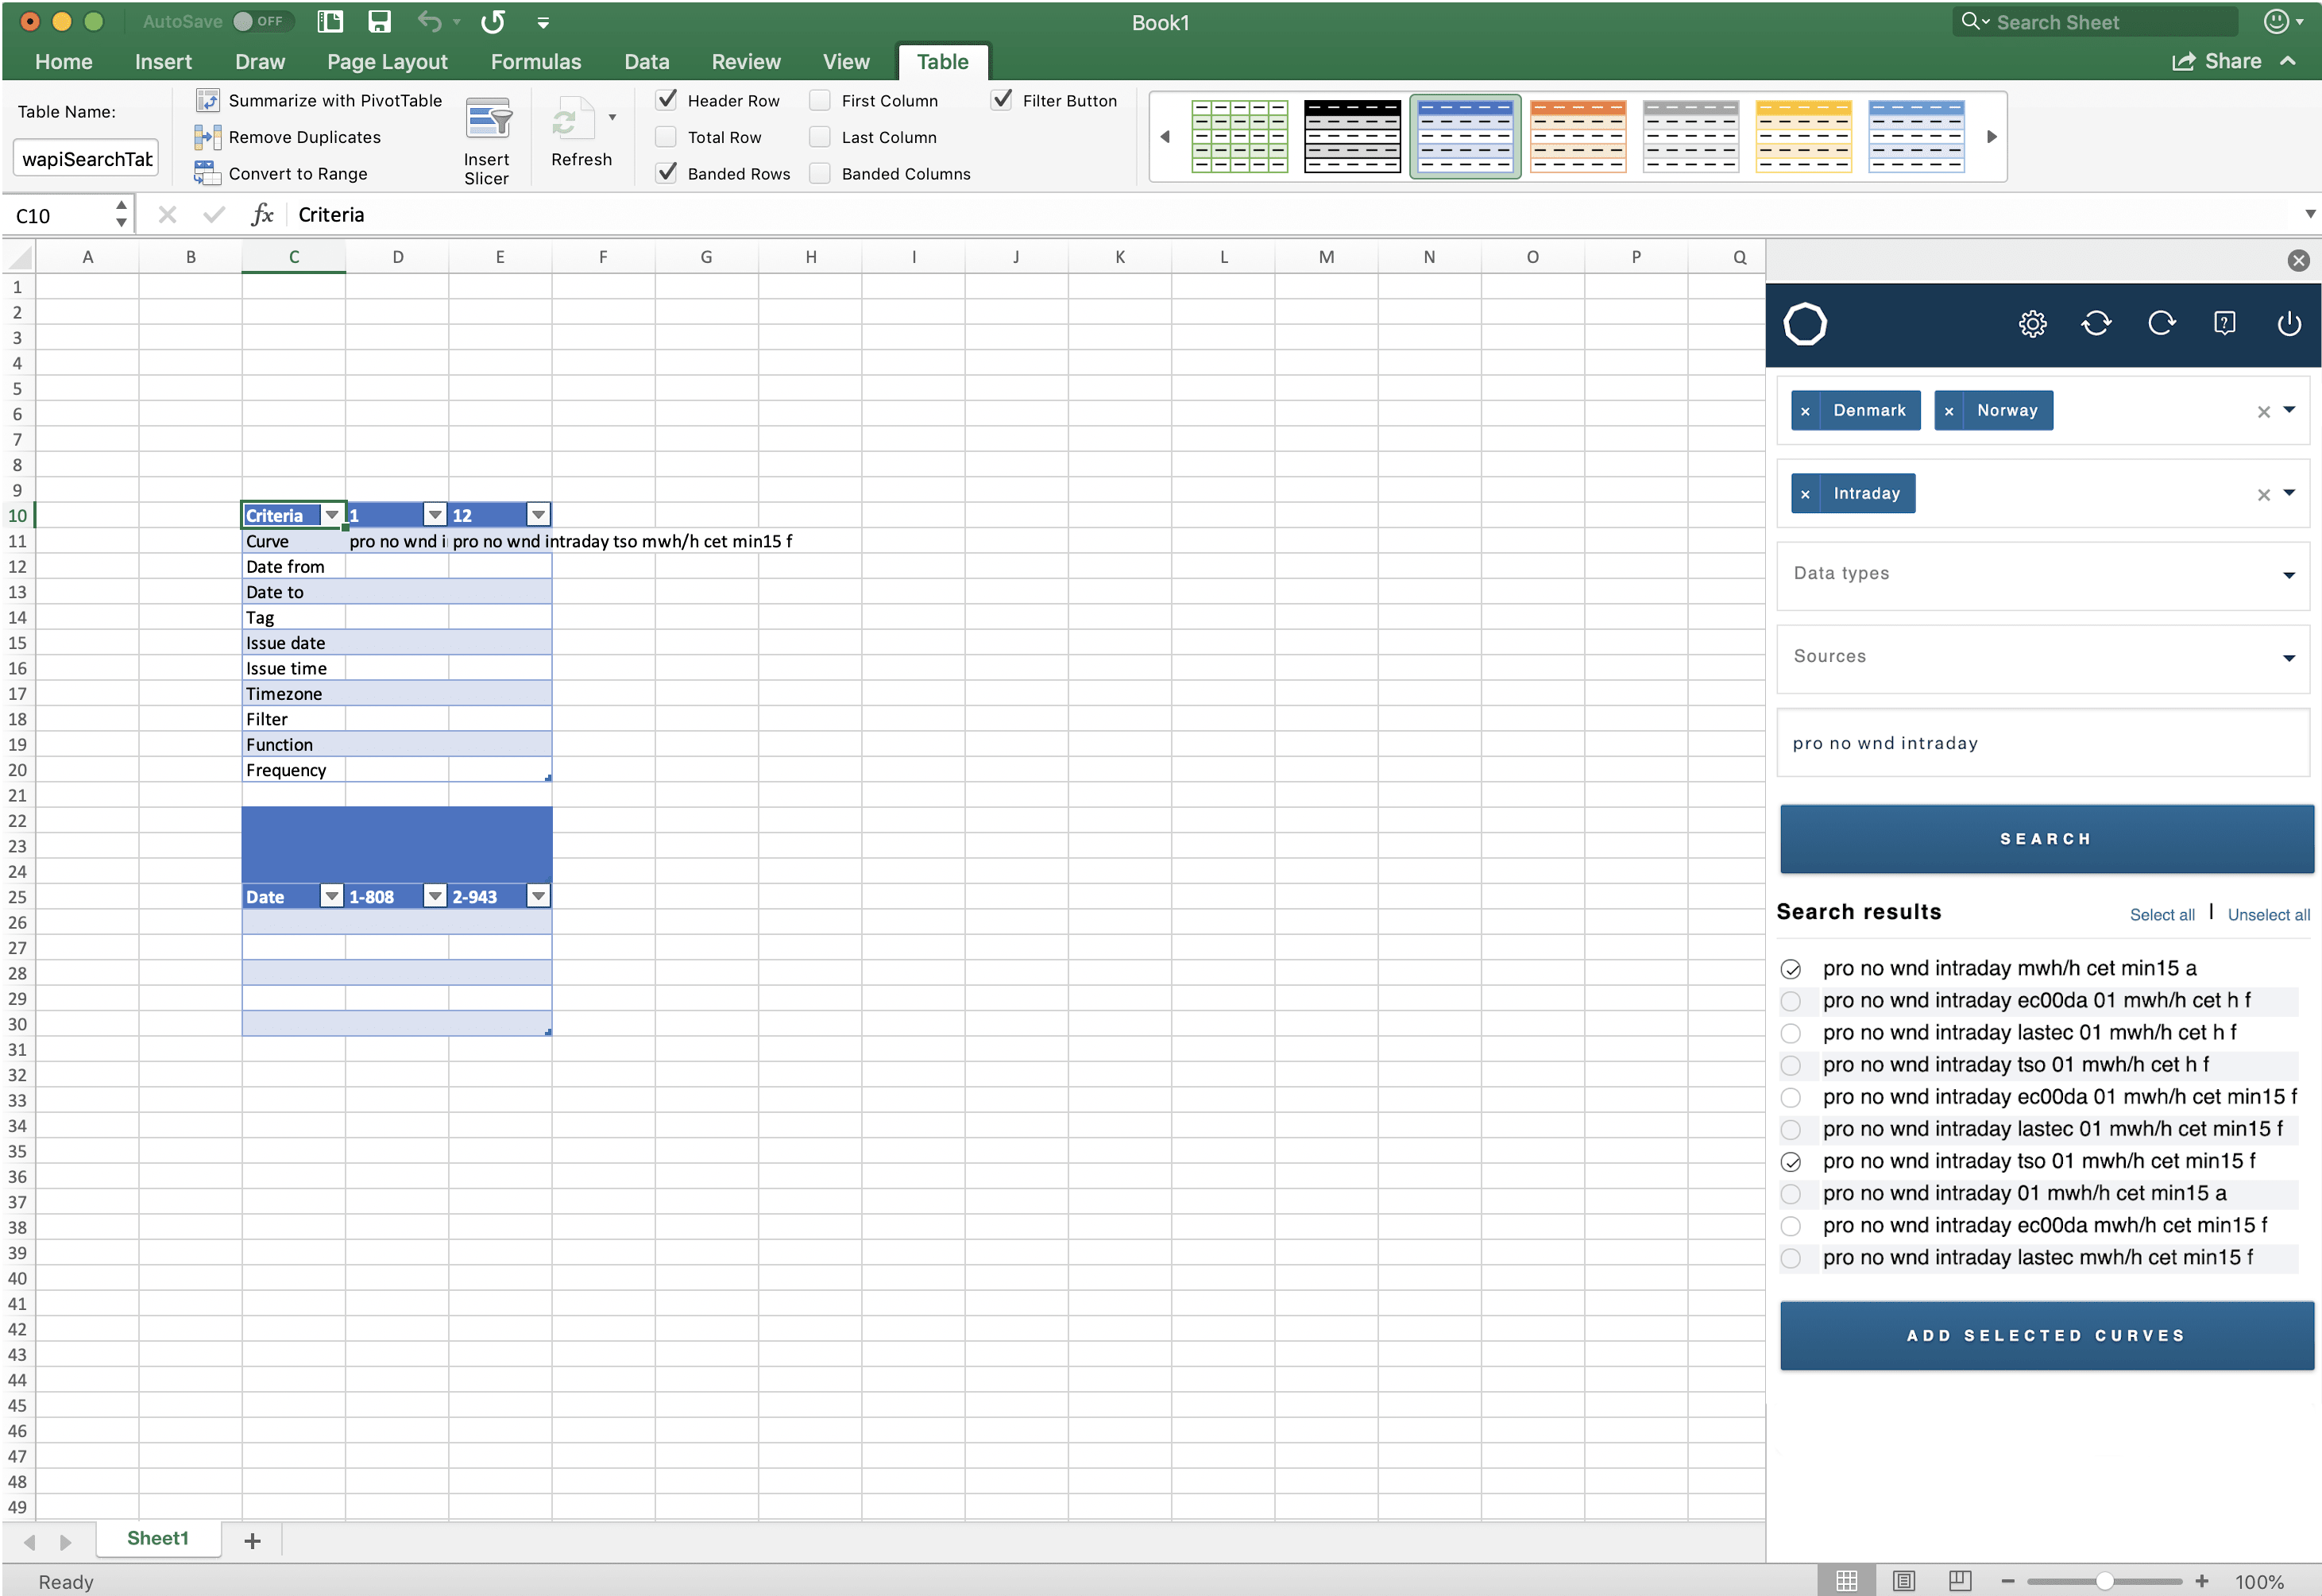 AutoSave OFF Book1 Search Sheet
Home Insert Draw Page Layout Formulas Data Review View Table Share
Table Name:
wapiSearchTab
Summarize with PivotTable
Remove Duplicates
Convert to Range
Insert
Slicer
Refresh
Header Row First Column Filter Button
Total Row Last Column
Banded Rows Banded Columns
C10 fx Criteria
A B C D E F G H I J K L M N O P Q
1
2
3
4
5
6
7
8
9
10 Criteria 1 12
11 Curve pro no wnd i pro no wnd intraday tso mwh/h cet min15 f
12 Date from
13 Date to
14 Tag
15 Issue date
16 Issue time
17 Timezone
18 Filter
19 Function
20 Frequency
21
22
23
24
25 Date 1-808 2-943
26
27
28
29
30
31
32
33
34
35
36
37
38
39
40
41
42
43
44
45
46
47
48
49
× Denmark × Norway
× Intraday
Data types
Sources
pro no wnd intraday
SEARCH
Search results Select all | Unselect all
pro no wnd intraday mwh/h cet min15 a
pro no wnd intraday ec00da 01 mwh/h cet h f
pro no wnd intraday lastec 01 mwh/h cet h f
pro no wnd intraday tso 01 mwh/h cet h f
pro no wnd intraday ec00da 01 mwh/h cet min15 f
pro no wnd intraday lastec 01 mwh/h cet min15 f
pro no wnd intraday tso 01 mwh/h cet min15 f
pro no wnd intraday 01 mwh/h cet min15 a
pro no wnd intraday ec00da mwh/h cet min15 f
pro no wnd intraday lastec mwh/h cet min15 f
ADD SELECTED CURVES
Sheet1 +
Ready 100%